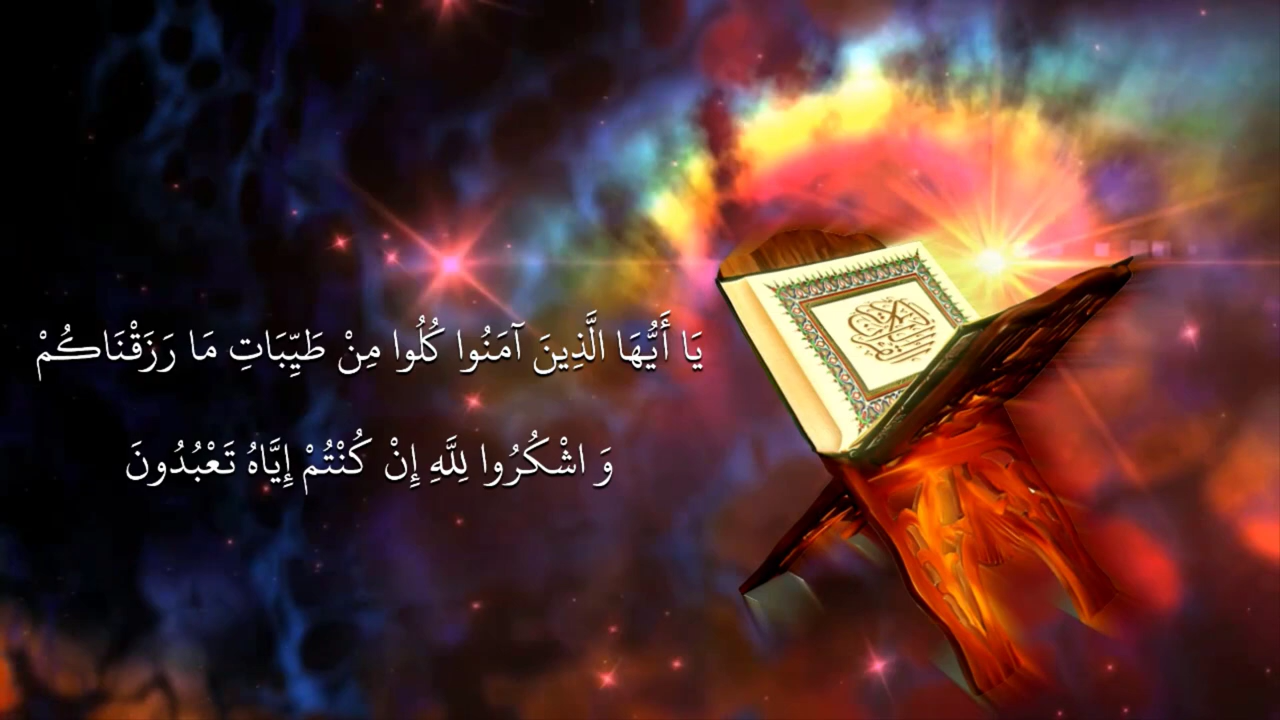 يَا أَيُّهَا الَّذِينَ آمَنُوا كُلُوا مِنْ طَيِّبَاتِ مَا رَزَقْنَاكُمْ
وَ اشْكُرُوا لِلَّهِ إِنْ كُنْتُمْ إِيَّاهُ تَعْبُدُونَ